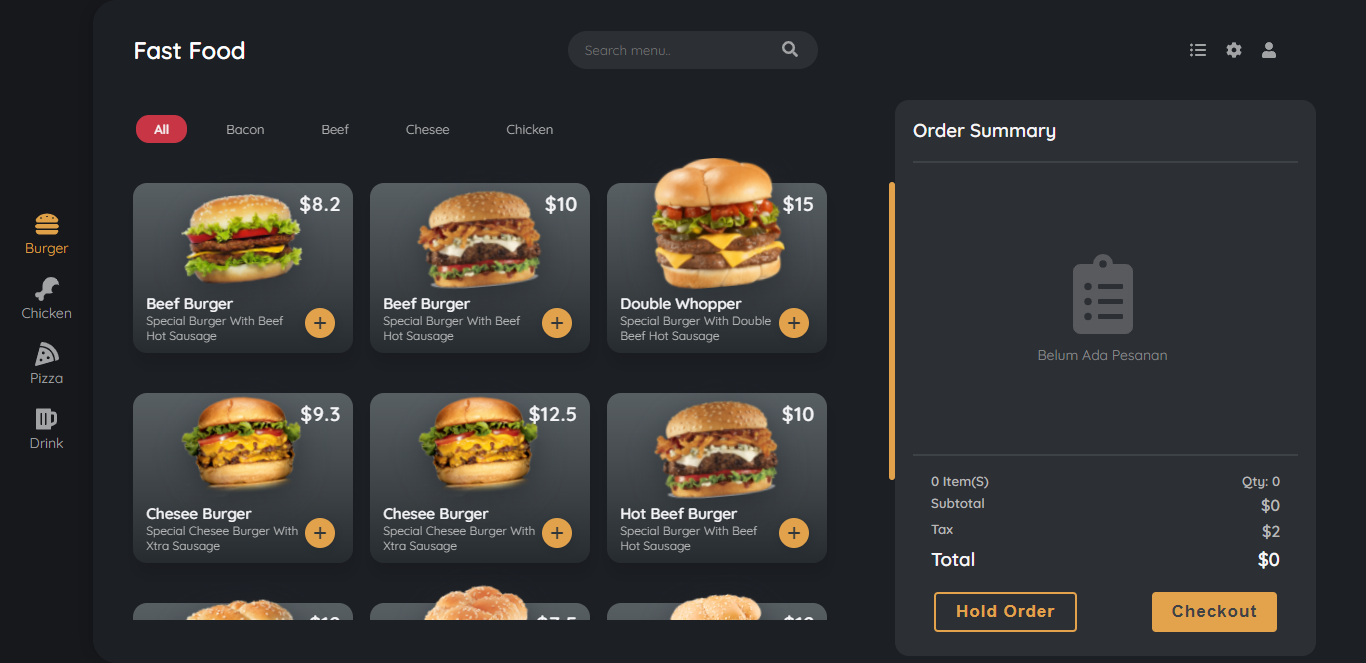 Fast Food
Search menu..
All
Bacon
Beef
Chesee
Chicken
Burger
Chicken
Pizza
Drink
$8.2
Beef Burger
Special Burger With Beef
Hot Sausage
$10
Beef Burger
Special Burger With Beef
Hot Sausage
$15
Double Whopper
Special Burger With Double
Beef Hot Sausage
$9.3
Chesee Burger
Special Chesee Burger With
Xtra Sausage
$12.5
Chesee Burger
Special Chesee Burger With
Xtra Sausage
$10
Hot Beef Burger
Special Burger With Beef
Hot Sausage
Order Summary
Belum Ada Pesanan
0 Item(S)
Qty: 0
Subtotal
$0
Tax
$2
Total
$0
Hold Order
Checkout